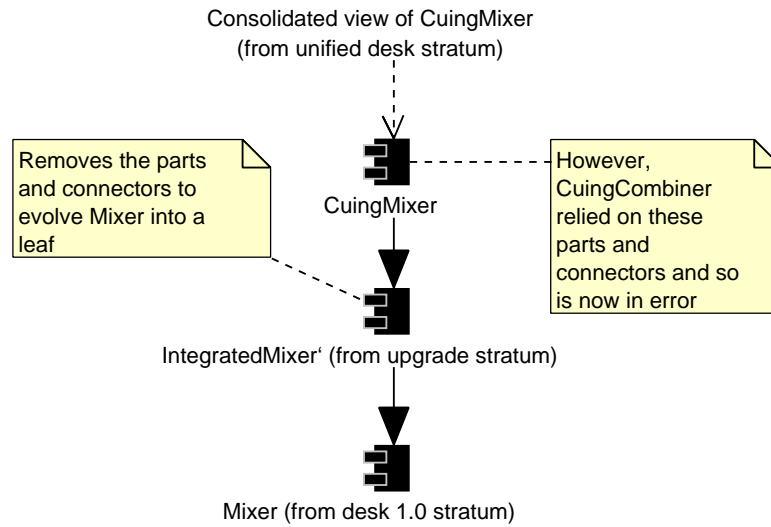 Consolidated view of CuingMixer
(from unified desk stratum)
Removes the parts
and connectors to
evolve Mixer into a
leaf
However,
CuingCombiner
relied on these
parts and
connectors and so
is now in error
CuingMixer
IntegratedMixer‘ (from upgrade stratum)
Mixer (from desk 1.0 stratum)